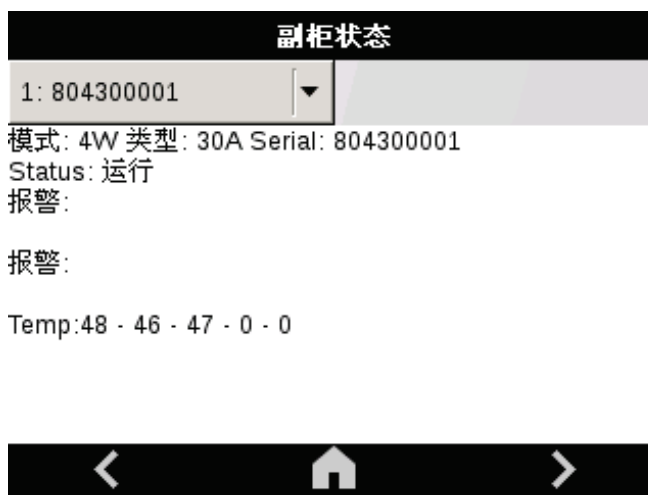 副柜状态
1: 804300001
模式: 4W 类型: 30A Serial: 804300001
Status: 运行
报警:
报警:
Temp:48 - 46 - 47 - 0 - 0